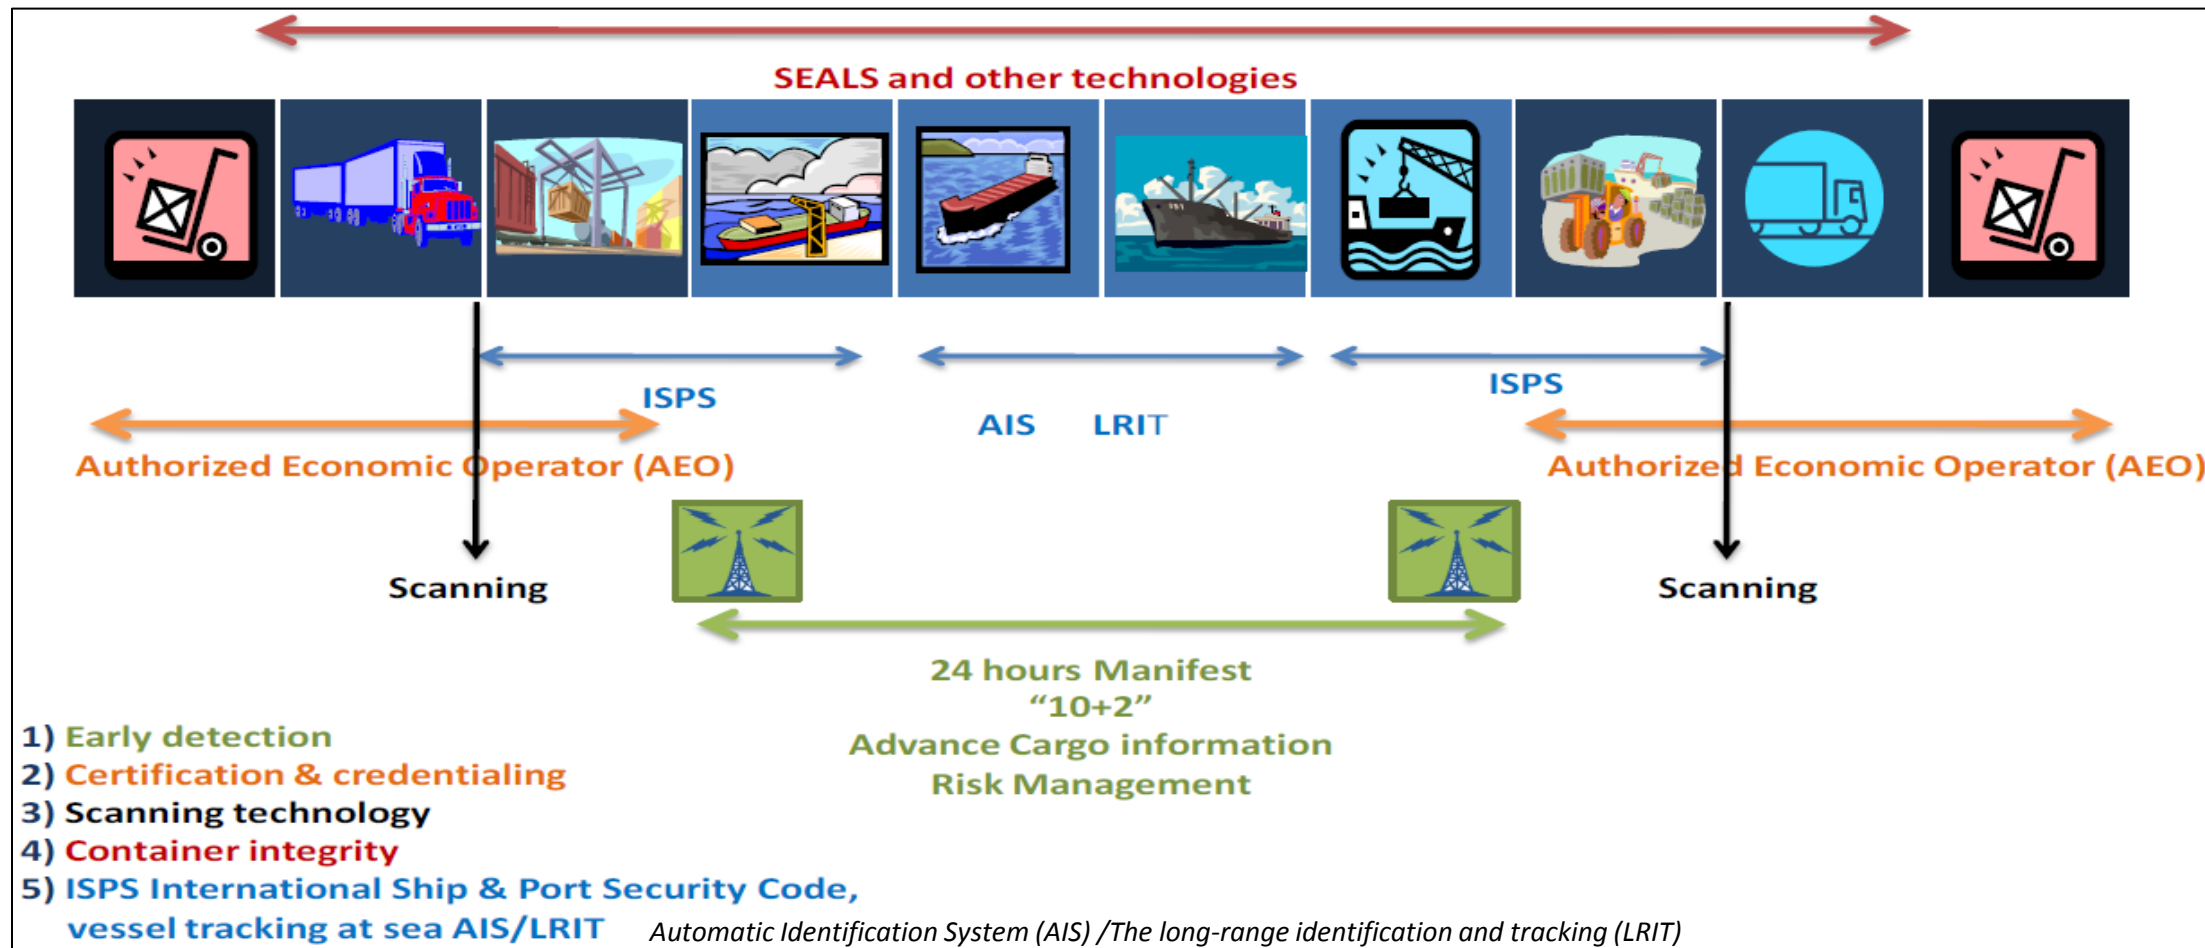 SEALS and other technologies
ISPS
AIS LRIT
ISPS
Authorized Economic Operator (AEO)
Authorized Economic Operator (AEO)
Scanning
Scanning
24 hours Manifest
“10+2”
Advance Cargo information
Risk Management
1) Early detection
2) Certification & credentialing
3) Scanning technology
4) Container integrity
5) ISPS International Ship & Port Security Code,
vessel tracking at sea AIS/LRIT
Automatic Identification System (AIS) /The long-range identification and tracking (LRIT)